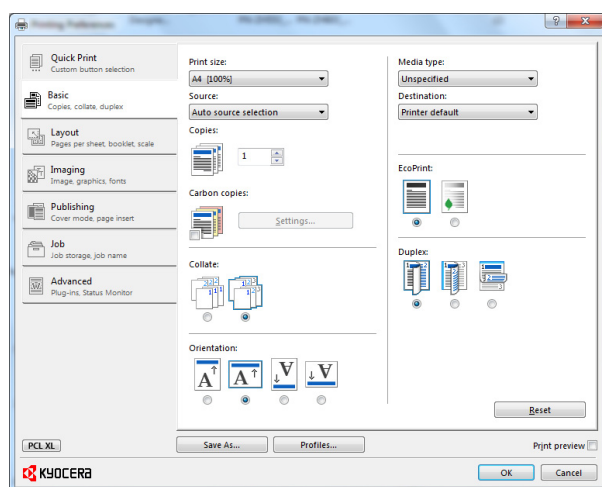 Printing Preferences
Quick Print
Custom button selection
Basic
Copies, collate, duplex
Layout
Pages per sheet, booklet, scale
Imaging
Image, graphics, fonts
Publishing
Cover mode, page insert
Job
Job storage, job name
Advanced
Plug-ins, Status Monitor
Print size:
A4 [100%]
Source:
Auto source selection
Copies:
1
Carbon copies:
Settings...
Collate:
Orientation:
Media type:
Unspecified
Destination:
Printer default
EcoPrint:
Duplex:
Reset
PCL XL
Save As...
Profiles...
Print preview
KYOCERA
OK
Cancel